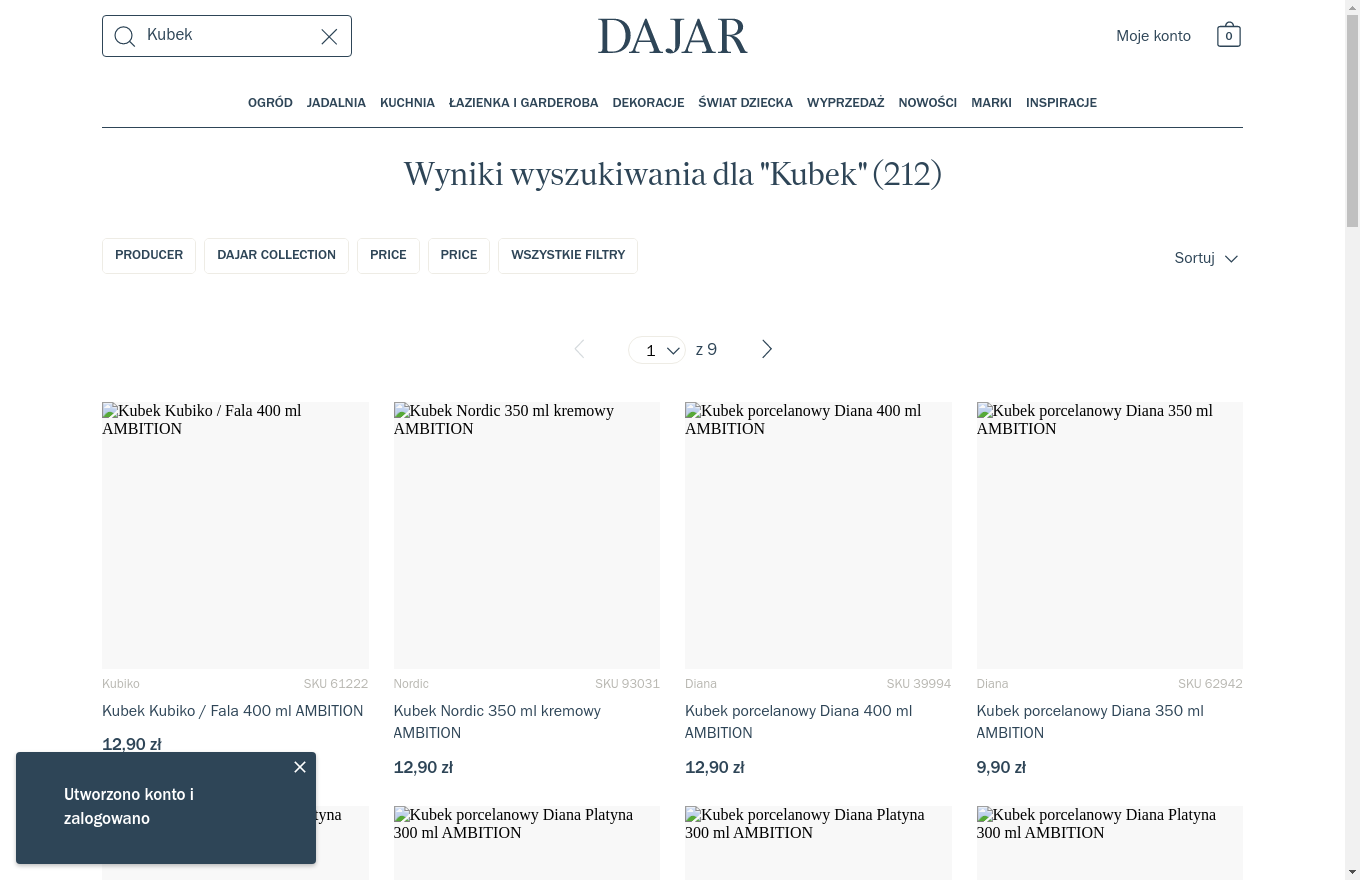 Kubek
DAJAR
Moje konto
0
OGRÓD JADALNIA KUCHNIA ŁAZIENKA I GARDEROBA DEKORACJE ŚWIAT DZIECKA WYPRZEDAŻ NOWOŚCI MARKI INSPIRACJE
Wyniki wyszukiwania dla "Kubek" (212)
PRODUCER DAJAR COLLECTION PRICE PRICE WSZYSTKIE FILTRY
Sortuj
1 z 9
Kubek Kubiko / Fala 400 ml
AMBITION
Kubek Nordic 350 ml kremowy
AMBITION
Kubek porcelanowy Diana 400 ml
AMBITION
Kubek porcelanowy Diana 350 ml
AMBITION
Kubiko SKU 61222
Kubek Kubiko / Fala 400 ml AMBITION
12,90 zł
Nordic SKU 93031
Kubek Nordic 350 ml kremowy
AMBITION
12,90 zł
Diana SKU 39994
Kubek porcelanowy Diana 400 ml
AMBITION
12,90 zł
Diana SKU 62942
Kubek porcelanowy Diana 350 ml
AMBITION
9,90 zł
Utworzono konto i
zalogowano
Kubek porcelanowy Diana Platyna
300 ml AMBITION
Kubek porcelanowy Diana Platyna
300 ml AMBITION
Kubek porcelanowy Diana Platyna
300 ml AMBITION